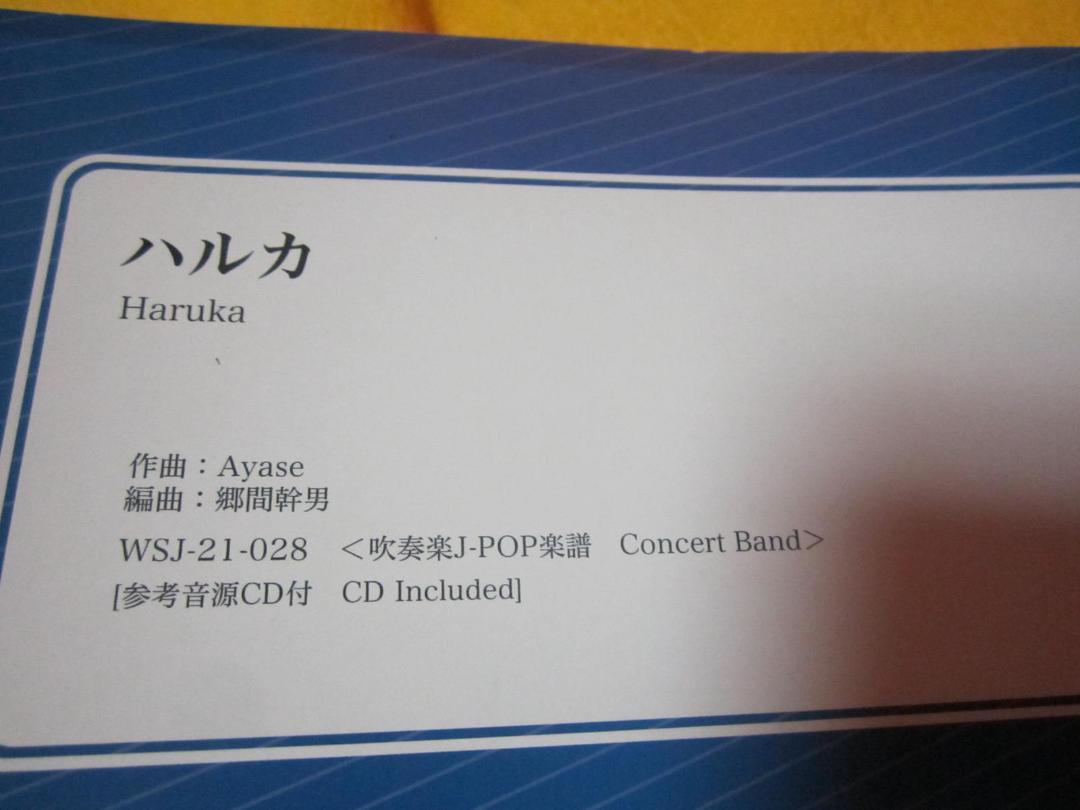 ハルカ
Haruka
作曲：Ayase
編曲：郷間幹男
WSJ-21-028　＜吹奏楽J-POP楽譜　Concert Band＞
[参考音源CD付　CD Included]